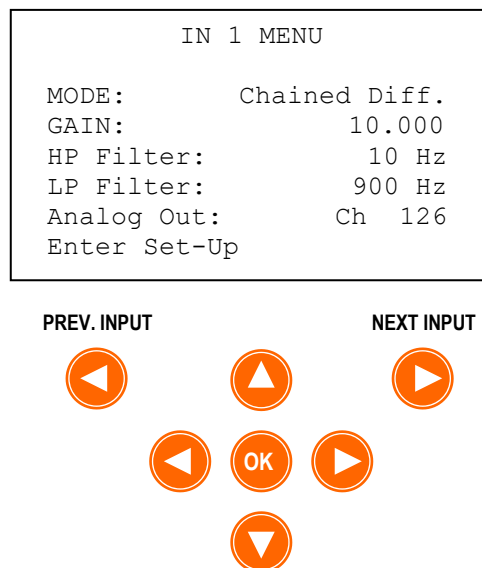 IN 1 MENU
MODE: Chained Diff.
GAIN: 10.000
HP Filter: 10 Hz
LP Filter: 900 Hz
Analog Out: Ch 126
Enter Set-Up
PREV. INPUT NEXT INPUT
OK